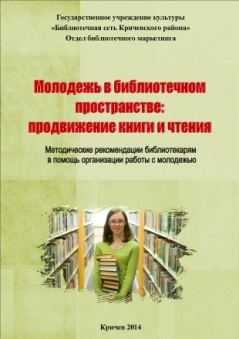 Государственное учреждение культуры
«Библиотечная сеть Кричевского района»
Отдел библиотечного маркетинга
Молодежь в библиотечном
пространстве:
продвижение книги и чтения
Методические рекомендации библиотекарям
в помощь организации работы с молодежью
Кричев 2014